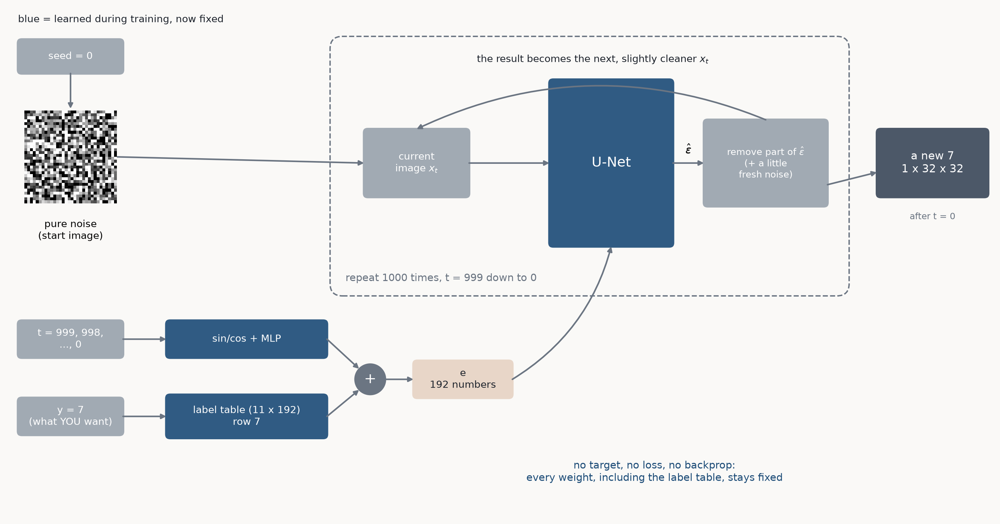 blue = learned during training, now fixed
seed = 0
pure noise
(start image)
the result becomes the next, slightly cleaner xₜ
current
image xₜ
U-Net
ε̂
remove part of ε̂
(+ a little
fresh noise)
a new 7
1 x 32 x 32
after t = 0
repeat 1000 times, t = 999 down to 0
t = 999, 998,
..., 0
sin/cos + MLP
+
e
192 numbers
y = 7
(what YOU want)
label table (11 x 192)
row 7
no target, no loss, no backprop:
every weight, including the label table, stays fixed